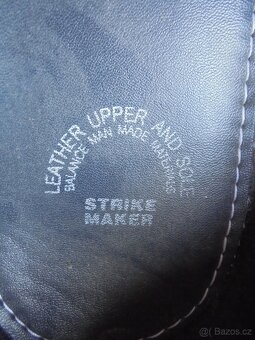 LEATHER UPPER AND SOLE
BALANCE MAN MADE MATERIALS
STRIKE
MAKER
© Bazos.cz